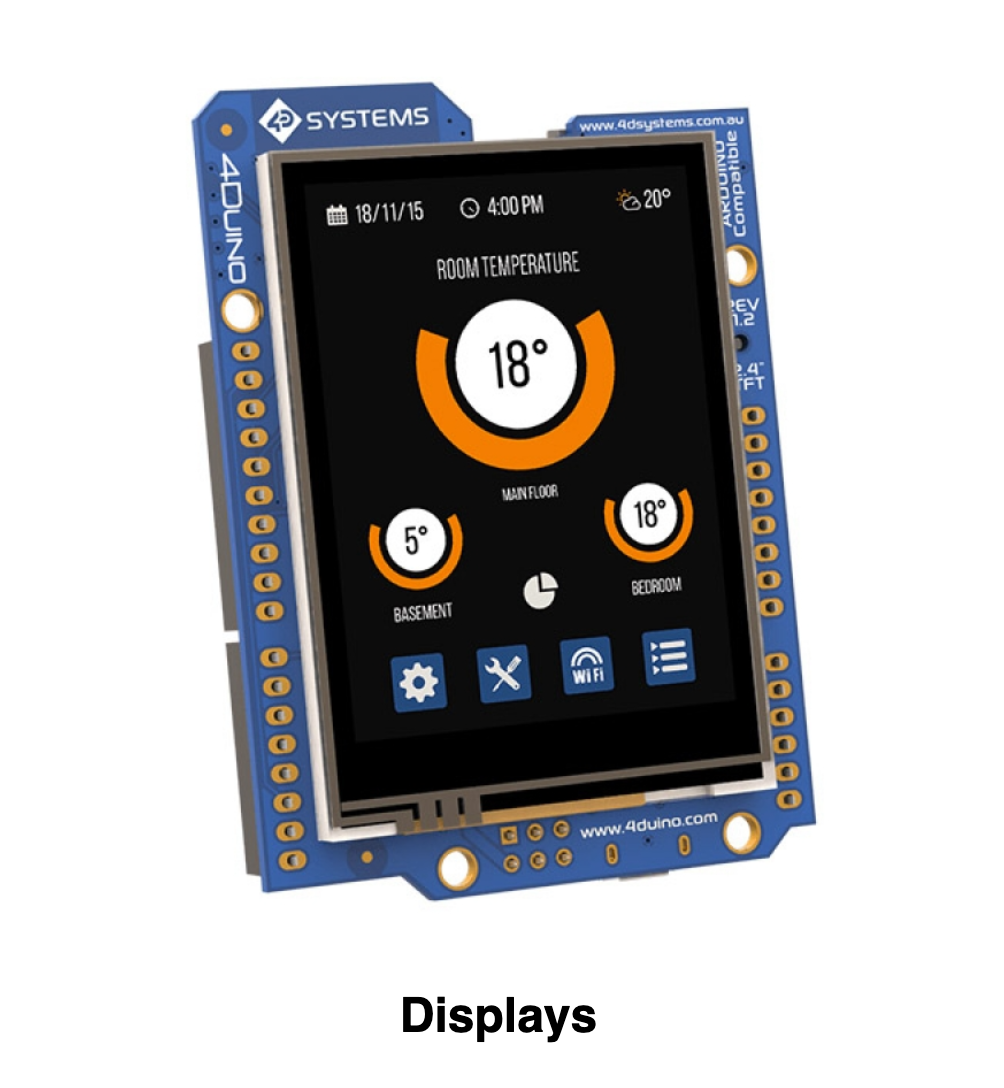 4D SYSTEMS
www.4dsystems.com.au
4DUINO
ARDUINO
Compatible
18/11/15
4:00 PM
20°
ROOM TEMPERATURE
18°
REV
1.2
2.4"
TFT
MAIN FLOOR
5°
18°
BASEMENT
BEDROOM
WiFi
www.4duino.com
Displays